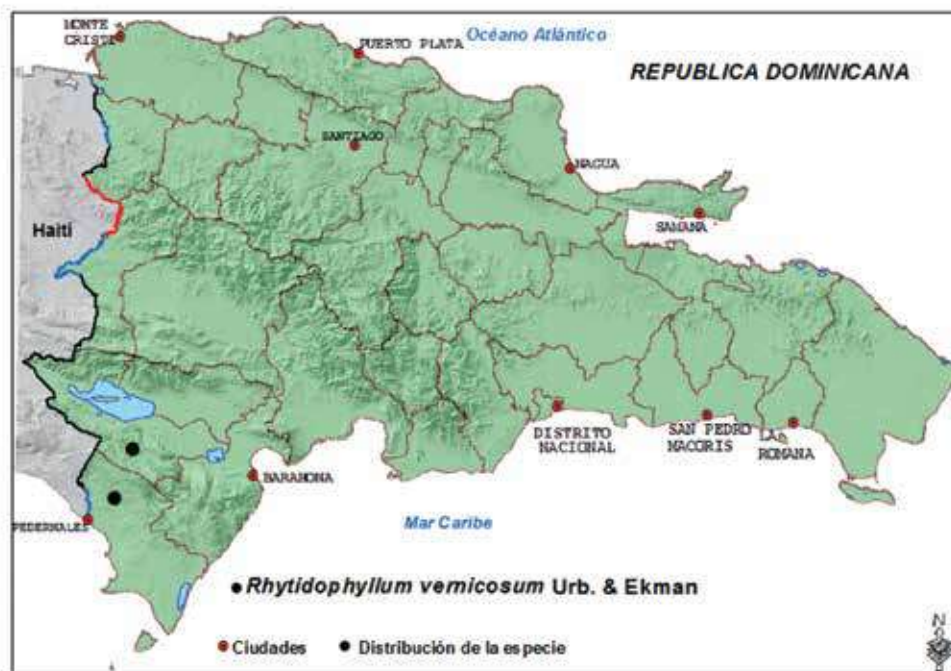 MONTE
CRISTI
PUERTO PLATA
Océano Atlántico
REPUBLICA DOMINICANA
SANTIAGO
NAGUA
SAMANA
Haití
DISTRITO
NACIONAL
SAN PEDRO
MACORIS
LA
ROMANA
BARAHONA
PEDERNALES
Mar Caribe
Rhytidophyllum vernicosum Urb. & Ekman
Ciudades
Distribución de la especie
N